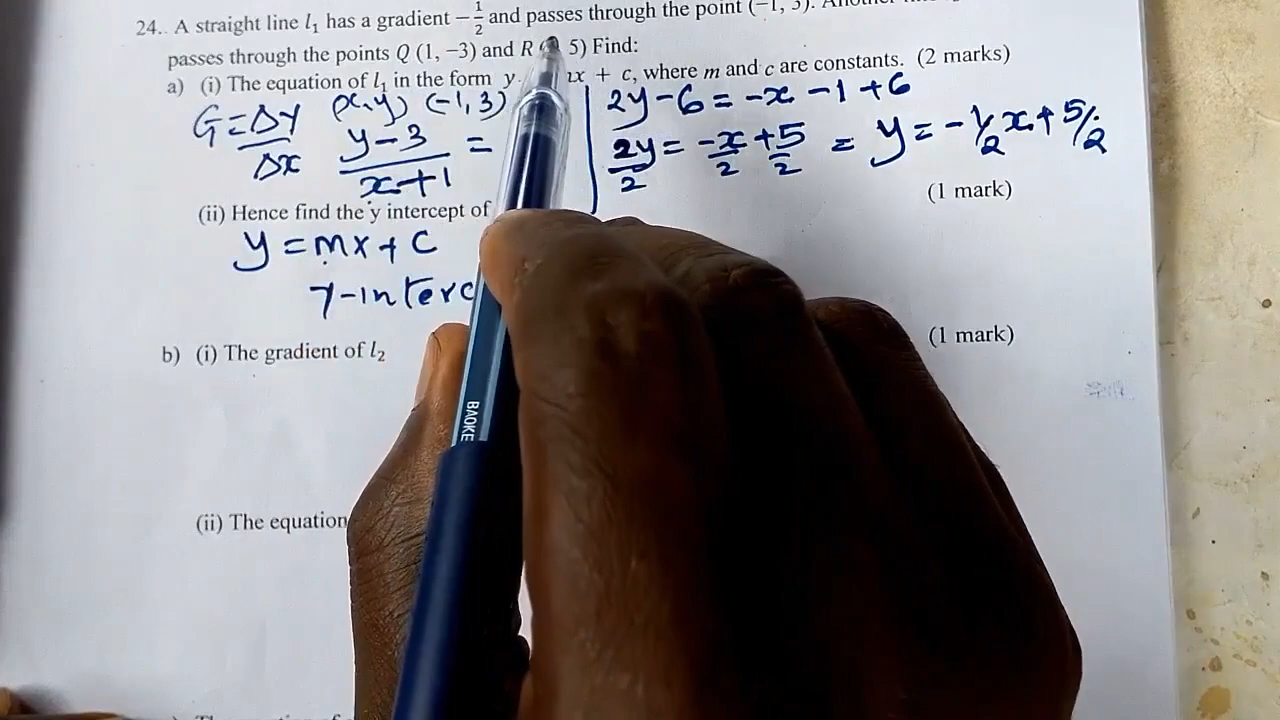 24. A straight line l₁ has a gradient −1/2 and passes through the point (−1, 3).
passes through the points Q (1, −3) and R 5) Find:
a) (i) The equation of l₁ in the form y x + c, where m and c are constants. (2 marks)
G = Δy/Δx (x, y) (-1, 3)
y-3/x+1 =
2y-6 = -x -1 +6
2y/2 = -x/2 +5/2 = y = -1/2x + 5/2
(1 mark)
(ii) Hence find the y intercept of
y = mx + c
y-interc
(1 mark)
b) (i) The gradient of l₂
(ii) The equation